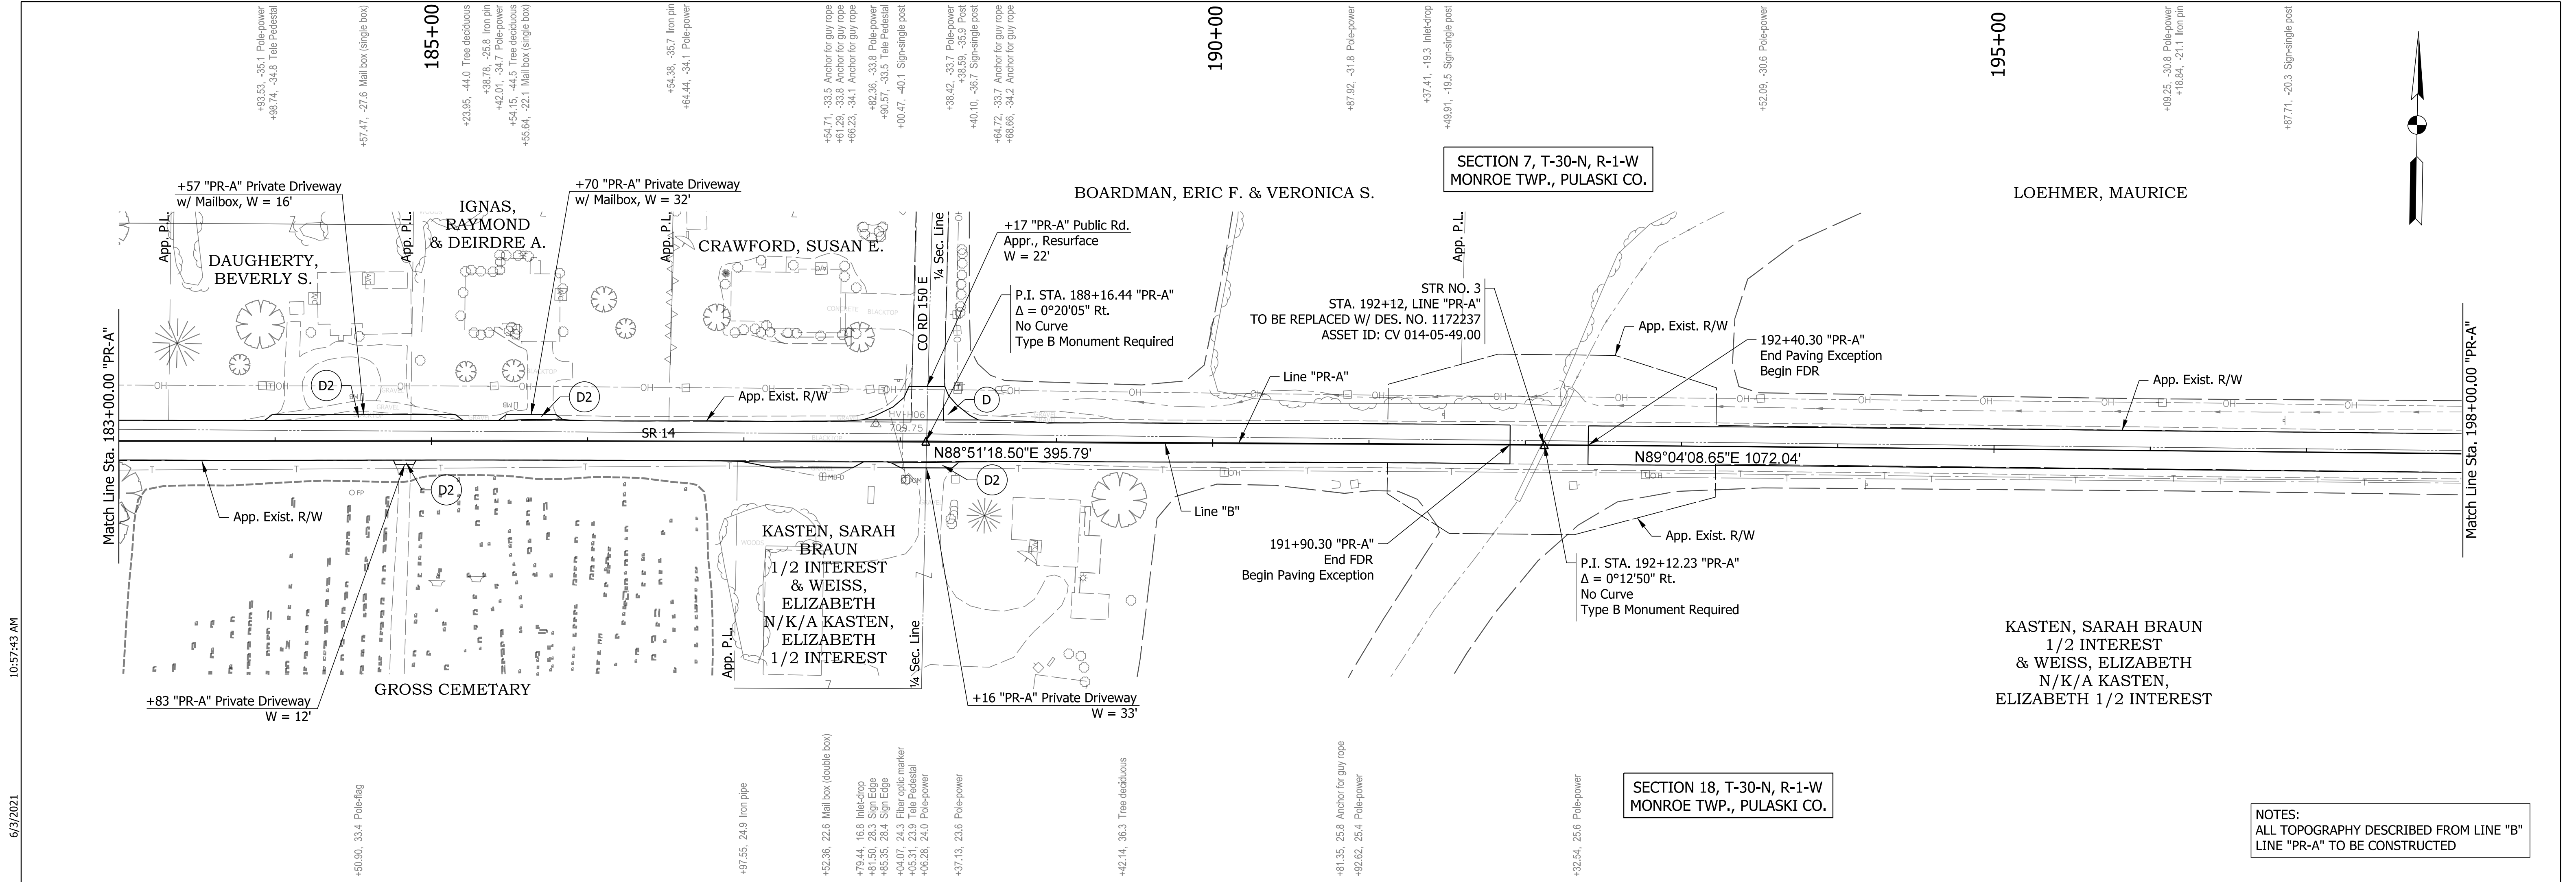 +93.53, -35.1 Pole-power
+98.74, -34.8 Tele Pedestal
+57.47, -27.6 Mail box (single box)
185+00
+23.95, -44.0 Tree deciduous
+38.78, -25.8 Iron pin
+42.01, -34.7 Pole-power
+54.15, -44.5 Tree deciduous
+55.64, -22.1 Mail box (single box)
+54.38, -35.7 Iron pin
+64.44, -34.1 Pole-power
+54.71, -33.5 Anchor for guy rope
+61.29, -33.8 Anchor for guy rope
+66.23, -34.1 Anchor for guy rope
+82.36, -33.8 Pole-power
+90.57, -33.5 Tele Pedestal
+00.47, -40.1 Sign-single post
+38.42, -33.7 Pole-power
+38.59, -35.9 Post
+40.10, -36.7 Sign-single post
+64.72, -33.7 Anchor for guy rope
+68.66, -34.2 Anchor for guy rope
190+00
+87.92, -31.8 Pole-power
+37.41, -19.3 Inlet-drop
+49.91, -19.5 Sign-single post
+52.09, -30.6 Pole-power
195+00
+09.25, -30.8 Pole-power
+18.84, -21.1 Iron pin
+87.71, -20.3 Sign-single post
SECTION 7, T-30-N, R-1-W
MONROE TWP., PULASKI CO.
+57 "PR-A" Private Driveway
w/ Mailbox, W = 16'
IGNAS,
RAYMOND
& DEIRDRE A.
+70 "PR-A" Private Driveway
w/ Mailbox, W = 32'
BOARDMAN, ERIC F. & VERONICA S.
LOEHMER, MAURICE
App. P.L.
DAUGHERTY,
BEVERLY S.
App. P.L.
App. P.L.
CRAWFORD, SUSAN E.
CO RD 150 E
1/4 Sec. Line
+17 "PR-A" Public Rd.
Appr., Resurface
W = 22'
P.I. STA. 188+16.44 "PR-A"
Δ = 0°20'05" Rt.
No Curve
Type B Monument Required
App. P.L.
STR NO. 3
STA. 192+12, LINE "PR-A"
TO BE REPLACED W/ DES. NO. 1172237
ASSET ID: CV 014-05-49.00
App. Exist. R/W
192+40.30 "PR-A"
End Paving Exception
Begin FDR
App. Exist. R/W
CONCRETE
BLACKTOP
BLACKTOP
Match Line Sta. 183+00.00 "PR-A"
Match Line Sta. 198+00.00 "PR-A"
D2
D2
App. Exist. R/W
D
Line "PR-A"
HV-H06
709.75
SR 14
BLACKTOP
N88°51'18.50"E 395.79'
N89°04'08.65"E 1072.04'
D2
D2
FP
MB-D
App. Exist. R/W
Line "B"
WOODS
KASTEN, SARAH
BRAUN
1/2 INTEREST
& WEISS,
ELIZABETH
N/K/A KASTEN,
ELIZABETH
1/2 INTEREST
App. P.L.
1/4 Sec. Line
191+90.30 "PR-A"
End FDR
Begin Paving Exception
App. Exist. R/W
P.I. STA. 192+12.23 "PR-A"
Δ = 0°12'50" Rt.
No Curve
Type B Monument Required
KASTEN, SARAH BRAUN
1/2 INTEREST
& WEISS, ELIZABETH
N/K/A KASTEN,
ELIZABETH 1/2 INTEREST
GROSS CEMETARY
+83 "PR-A" Private Driveway
W = 12'
+16 "PR-A" Private Driveway
W = 33'
+50.90, 33.4 Pole-flag
+97.55, 24.9 Iron pipe
+52.36, 22.6 Mail box (double box)
+79.44, 16.8 Inlet-drop
+81.50, 28.3 Sign Edge
+85.35, 28.4 Sign Edge
+04.07, 24.3 Fiber optic marker
+05.31, 23.9 Tele Pedestal
+06.28, 24.0 Pole-power
+37.13, 23.6 Pole-power
+42.14, 36.3 Tree deciduous
+81.35, 25.8 Anchor for guy rope
+92.62, 25.4 Pole-power
+32.54, 25.6 Pole-power
SECTION 18, T-30-N, R-1-W
MONROE TWP., PULASKI CO.
NOTES:
ALL TOPOGRAPHY DESCRIBED FROM LINE "B"
LINE "PR-A" TO BE CONSTRUCTED
10:57:43 AM
6/3/2021